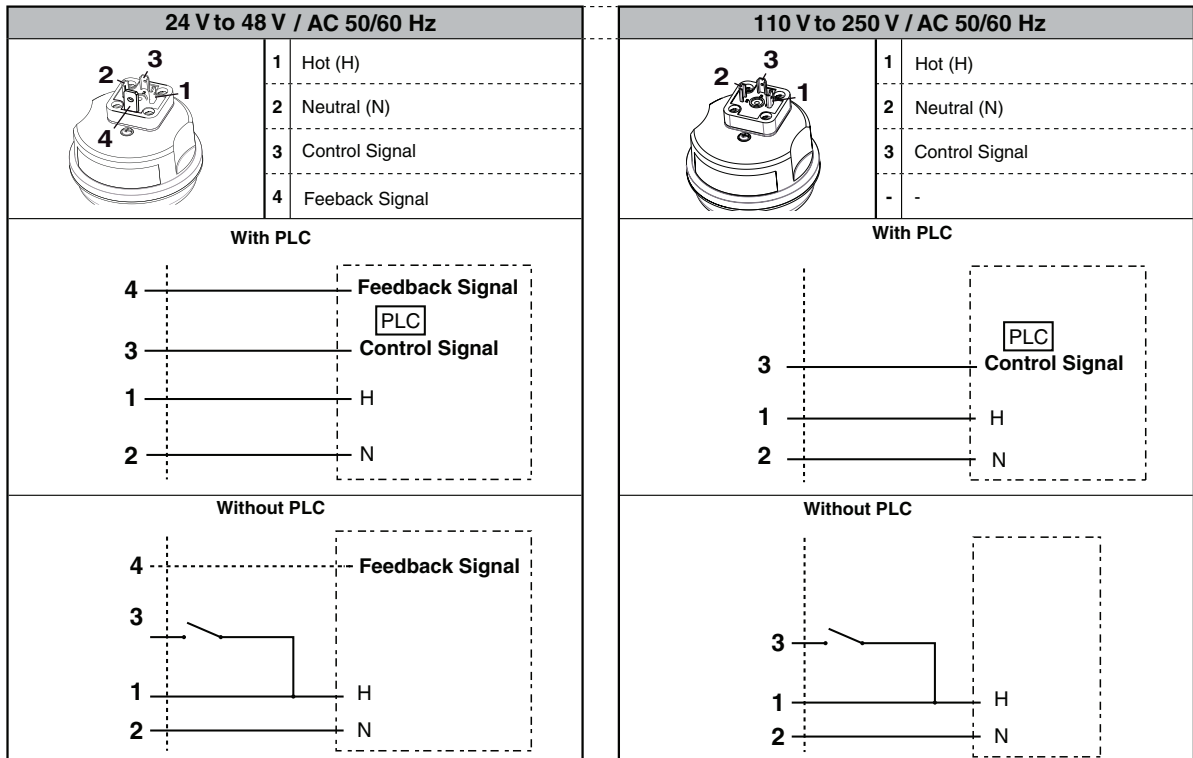 24 V to 48 V / AC 50/60 Hz
2
3
1
4
1 Hot (H)
2 Neutral (N)
3 Control Signal
4 Feeback Signal
With PLC
4 Feedback Signal
PLC
3 Control Signal
1 H
2 N
Without PLC
4 Feedback Signal
3
1 H
2 N
110 V to 250 V / AC 50/60 Hz
2
3
1
1 Hot (H)
2 Neutral (N)
3 Control Signal
- -
With PLC
PLC
3 Control Signal
1 H
2 N
Without PLC
3
1 H
2 N